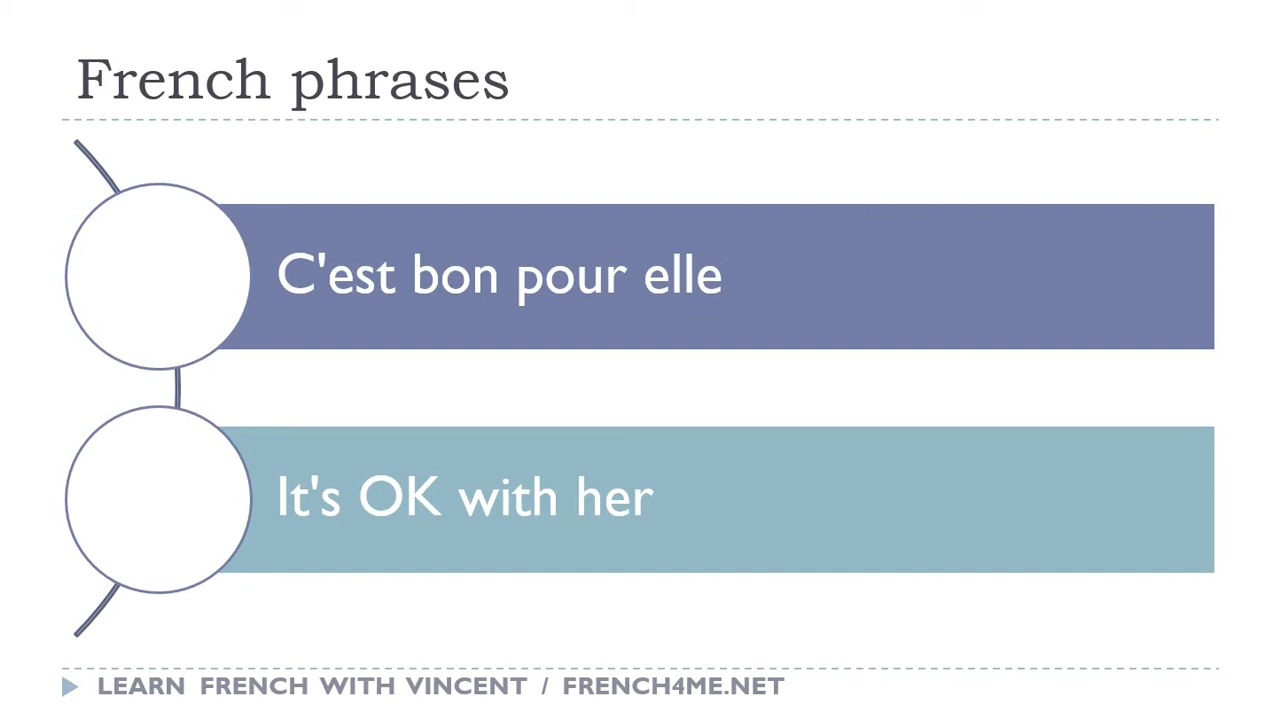 French phrases
C'est bon pour elle
It's OK with her
LEARN FRENCH WITH VINCENT / FRENCH4ME.NET